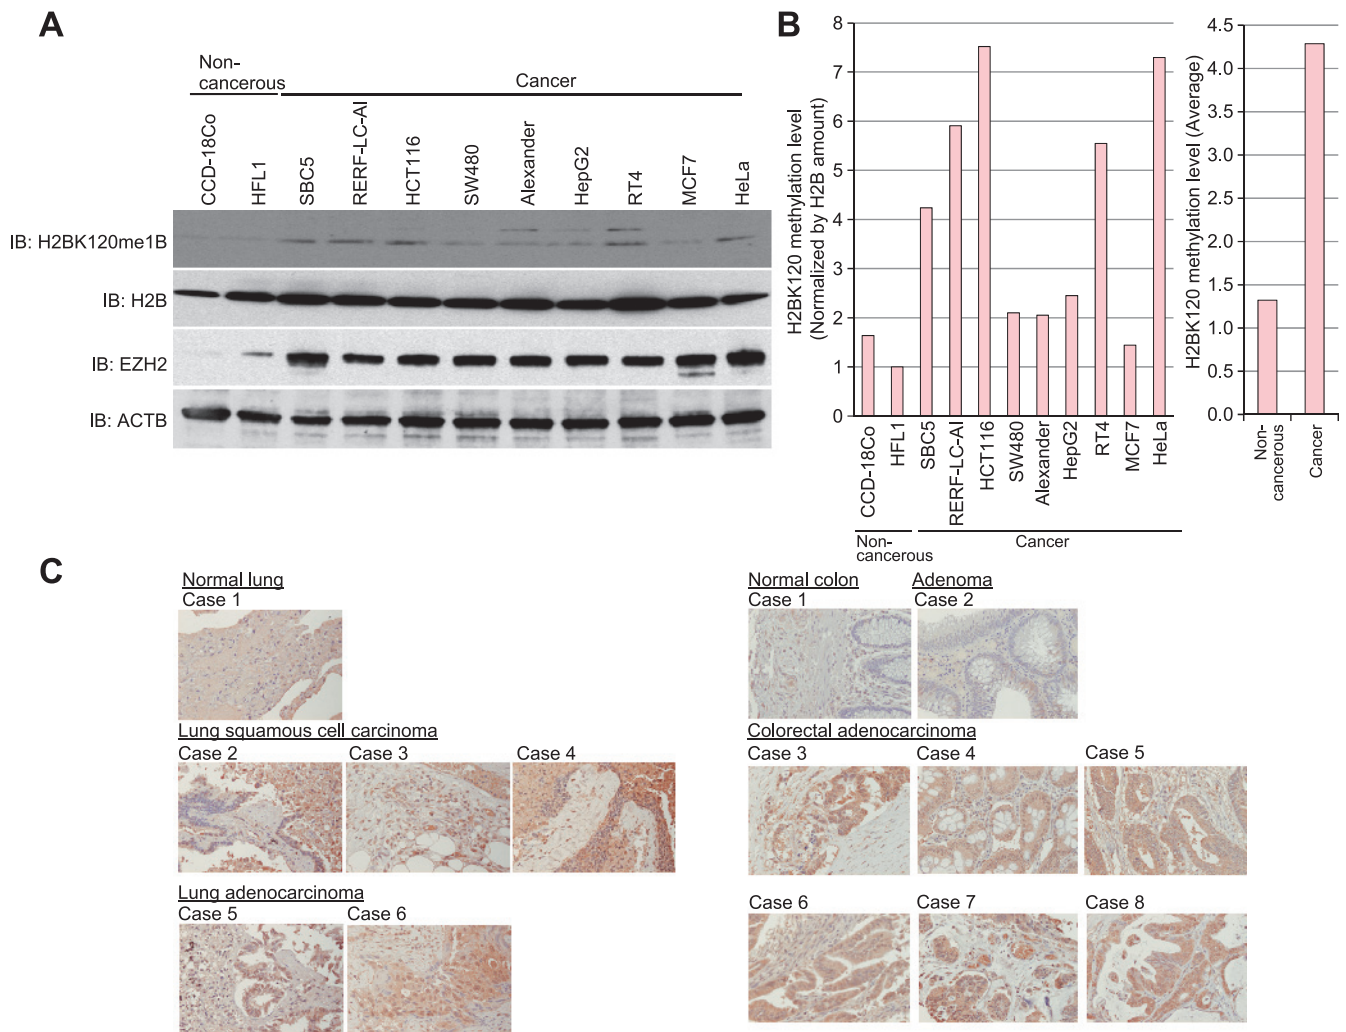 A
Non-
cancerous
Cancer
CCD-18Co
HFL1
SBC5
RERF-LC-AI
HCT116
SW480
Alexander
HepG2
RT4
MCF7
HeLa
IB: H2BK120me1B
IB: H2B
IB: EZH2
IB: ACTB
B
H2BK120 methylation level
(Normalized by H2B amount)
8
7
6
5
4
3
2
1
0
CCD-18Co
HFL1
SBC5
RERF-LC-AI
HCT116
SW480
Alexander
HepG2
RT4
MCF7
HeLa
Non-
cancerous
Cancer
H2BK120 methylation level (Average)
4.5
4.0
3.5
3.0
2.5
2.0
1.5
1.0
0.5
0.0
Non-
cancerous
Cancer
C
Normal lung
Case 1
Lung squamous cell carcinoma
Case 2
Case 3
Case 4
Lung adenocarcinoma
Case 5
Case 6
Normal colon
Case 1
Adenoma
Case 2
Colorectal adenocarcinoma
Case 3
Case 4
Case 5
Case 6
Case 7
Case 8